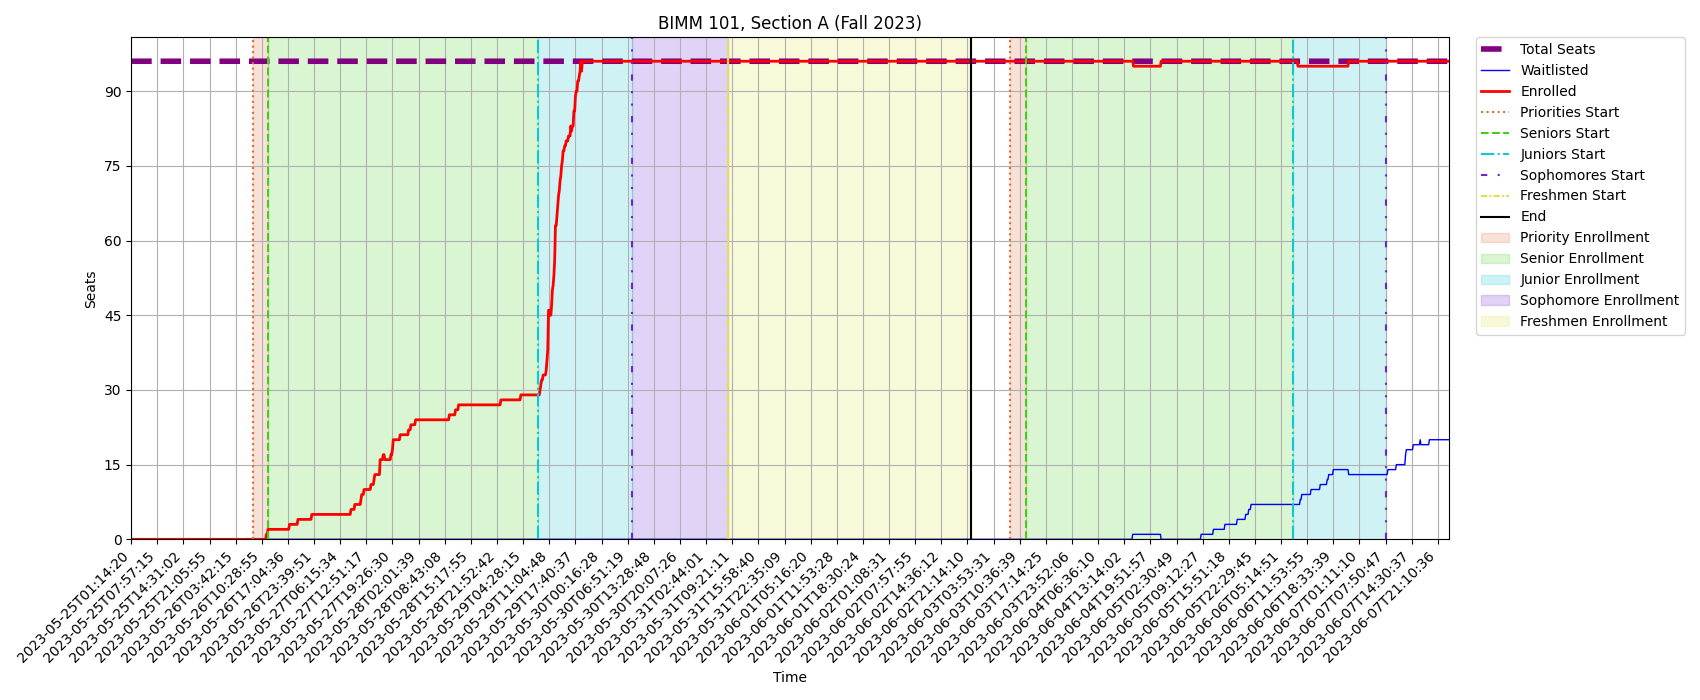 BIMM 101, Section A (Fall 2023)
Seats
90
75
60
45
30
15
0
2023-05-25T01:14:20
2023-05-25T07:57:15
2023-05-25T14:31:02
2023-05-25T21:05:55
2023-05-26T03:42:15
2023-05-26T10:28:55
2023-05-26T17:04:36
2023-05-26T23:39:51
2023-05-27T06:15:34
2023-05-27T12:51:17
2023-05-27T19:26:30
2023-05-28T02:01:39
2023-05-28T08:43:09
2023-05-28T15:17:55
2023-05-28T21:52:42
2023-05-29T04:28:15
2023-05-29T11:04:48
2023-05-29T17:40:37
2023-05-30T00:16:28
2023-05-30T06:51:19
2023-05-30T13:28:48
2023-05-30T20:07:26
2023-05-31T02:44:01
2023-05-31T09:21:11
2023-05-31T15:58:40
2023-05-31T22:35:09
2023-06-01T05:16:20
2023-06-01T11:53:28
2023-06-01T18:30:24
2023-06-02T01:08:31
2023-06-02T07:57:55
2023-06-02T14:36:12
2023-06-02T21:14:10
2023-06-03T03:53:31
2023-06-03T10:36:39
2023-06-03T17:14:25
2023-06-03T23:52:06
2023-06-04T06:36:10
2023-06-04T13:14:02
2023-06-04T19:51:57
2023-06-05T02:30:49
2023-06-05T09:12:27
2023-06-05T15:51:18
2023-06-05T22:29:45
2023-06-06T05:14:51
2023-06-06T11:53:55
2023-06-06T18:33:39
2023-06-07T01:11:10
2023-06-07T07:50:47
2023-06-07T14:30:37
2023-06-07T21:10:36
Time
Total Seats
Waitlisted
Enrolled
Priorities Start
Seniors Start
Juniors Start
Sophomores Start
Freshmen Start
End
Priority Enrollment
Senior Enrollment
Junior Enrollment
Sophomore Enrollment
Freshmen Enrollment